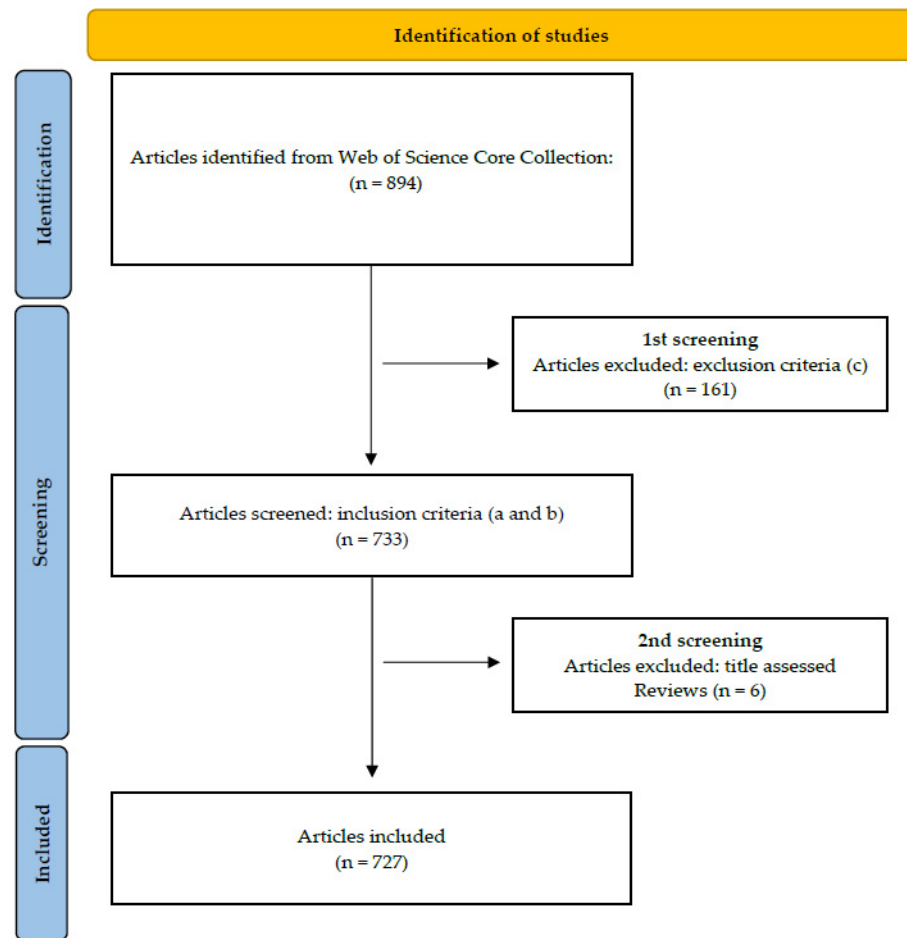 Identification of studies
Identification
Articles identified from Web of Science Core Collection:
(n = 894)
Screening
1st screening
Articles excluded: exclusion criteria (c)
(n = 161)
Articles screened: inclusion criteria (a and b)
(n = 733)
2nd screening
Articles excluded: title assessed
Reviews (n = 6)
Included
Articles included
(n = 727)